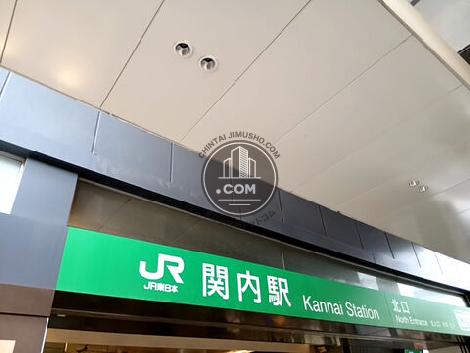 CHINTAI JIMUSHO.COM
.COM
JR
JR東日本
関内駅 Kannai Station
北口
North Entrance